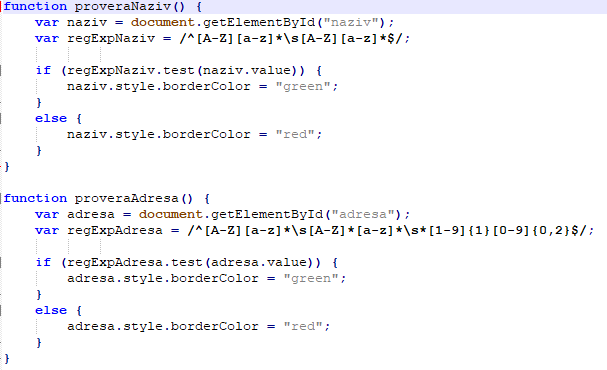 function proveraNaziv() {
    var naziv = document.getElementById("naziv");
    var regExpNaziv = /^[A-Z][a-z]*\s[A-Z][a-z]*$/;
    if (regExpNaziv.test(naziv.value)) {
        naziv.style.borderColor = "green";
    }
    else {
        naziv.style.borderColor = "red";
    }
}
function proveraAdresa() {
    var adresa = document.getElementById("adresa");
    var regExpAdresa = /^[A-Z][a-z]*\s[A-Z]*[a-z]*\s*[1-9]{1}[0-9]{0,2}$/;
    if (regExpAdresa.test(adresa.value)) {
        adresa.style.borderColor = "green";
    }
    else {
        adresa.style.borderColor = "red";
    }
}